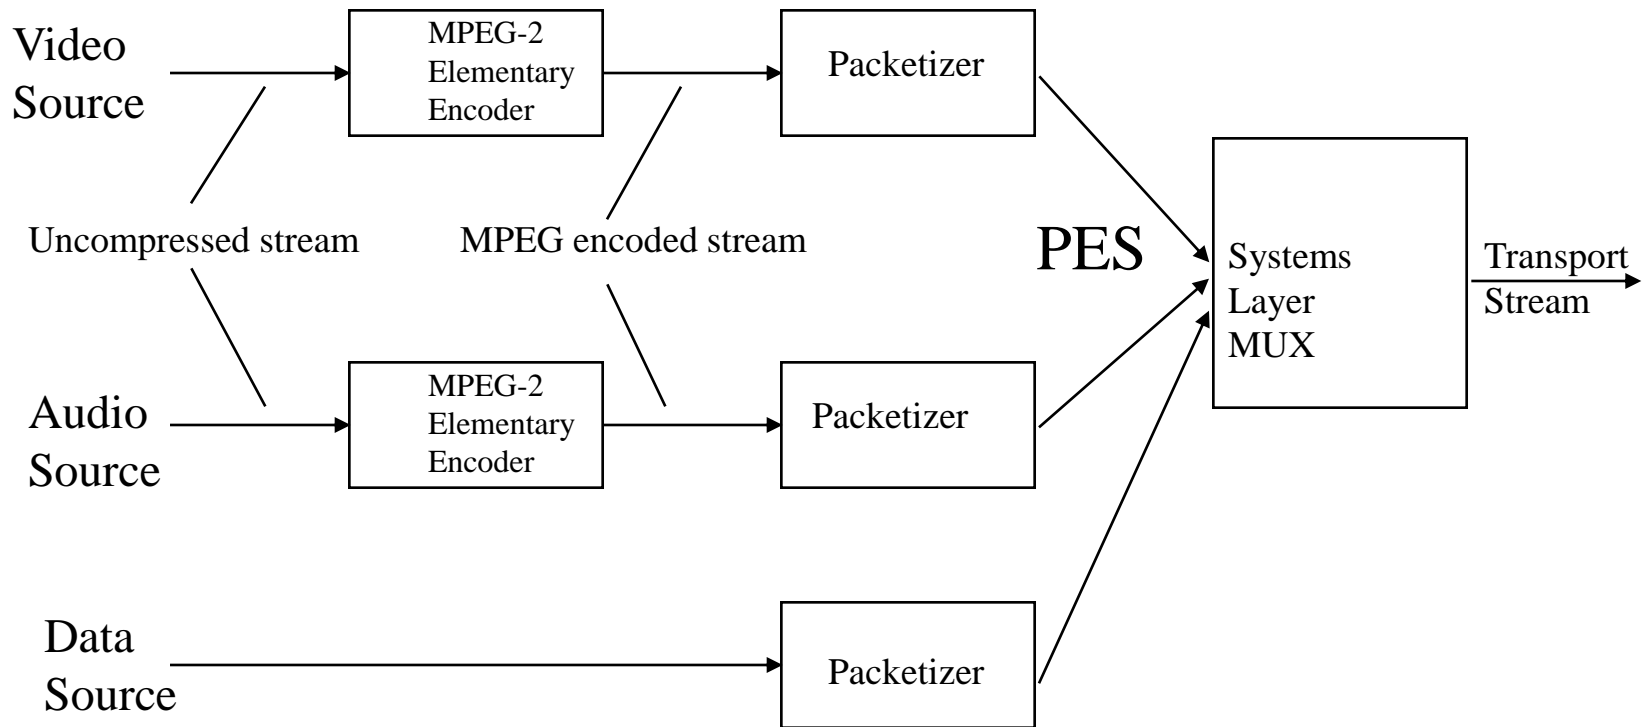 Video
Source
MPEG-2
Elementary
Encoder
Packetizer
Uncompressed stream
MPEG encoded stream
PES
Systems
Layer
MUX
Transport
Stream
Audio
Source
MPEG-2
Elementary
Encoder
Packetizer
Data
Source
Packetizer